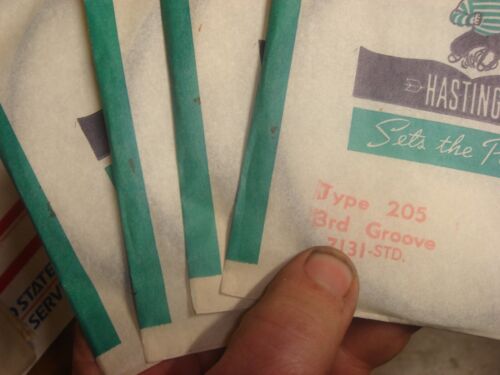 HASTING
Sets the P
Type 205
3rd Groove
7131-STD.
STATE
SERV